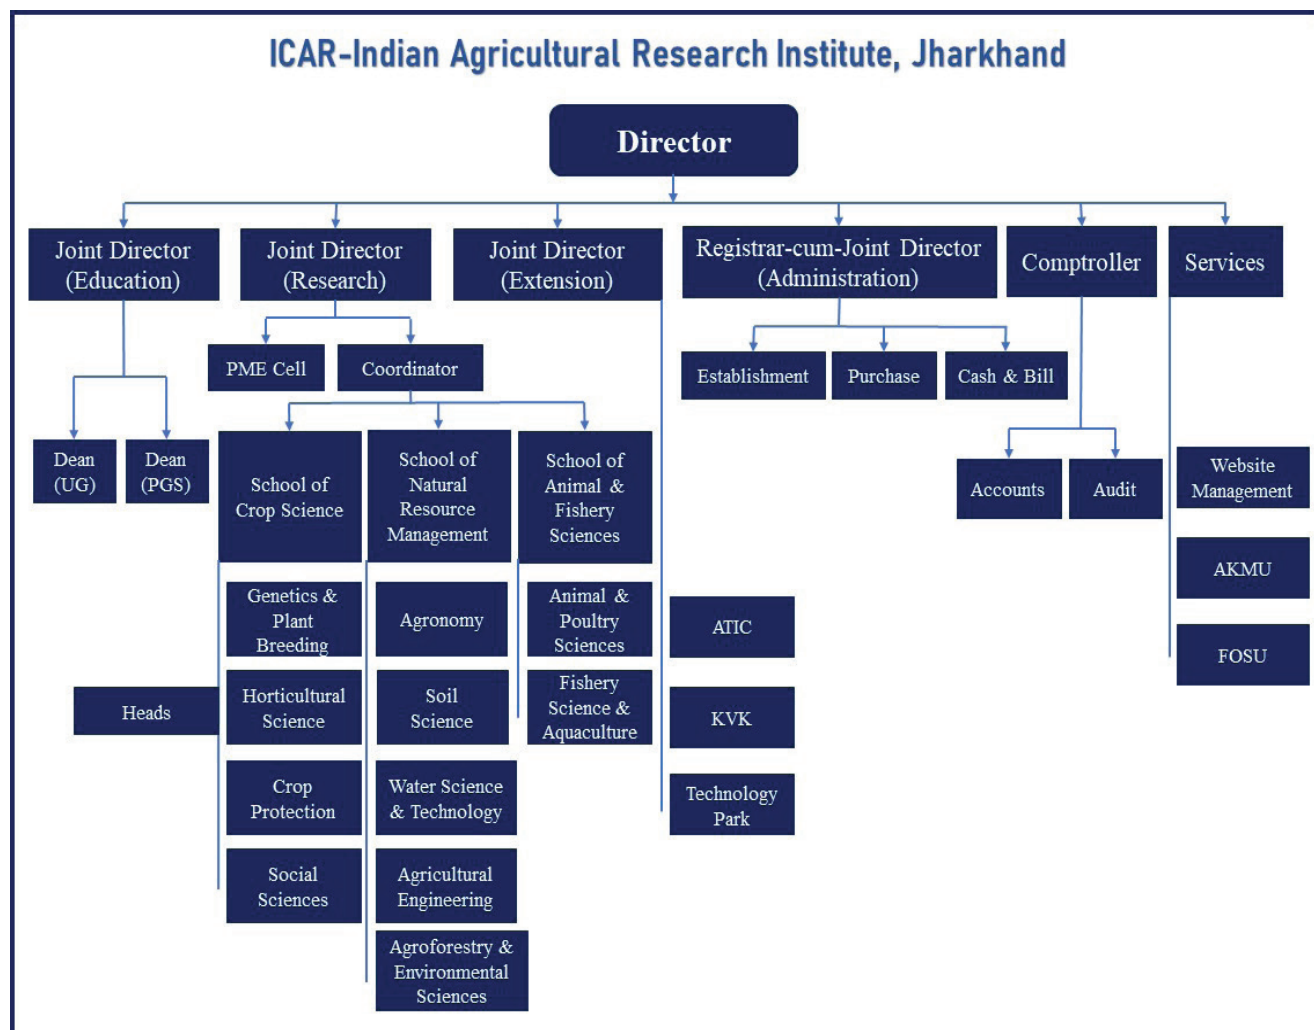 ICAR-Indian Agricultural Research Institute, Jharkhand
Director
Joint Director
(Education)
Joint Director
(Research)
Joint Director
(Extension)
Registrar-cum-Joint Director
(Administration)
Comptroller
Services
PME Cell
Coordinator
Establishment
Purchase
Cash & Bill
Dean
(UG)
Dean
(PGS)
School of
Crop Science
School of
Natural
Resource
Management
School of
Animal &
Fishery
Sciences
Accounts
Audit
Website
Management
AKMU
FOSU
Genetics &
Plant
Breeding
Agronomy
Animal &
Poultry
Sciences
ATIC
Heads
Horticultural
Science
Soil
Science
Fishery
Science &
Aquaculture
KVK
Crop
Protection
Water Science
& Technology
Technology
Park
Social
Sciences
Agricultural
Engineering
Agroforestry &
Environmental
Sciences